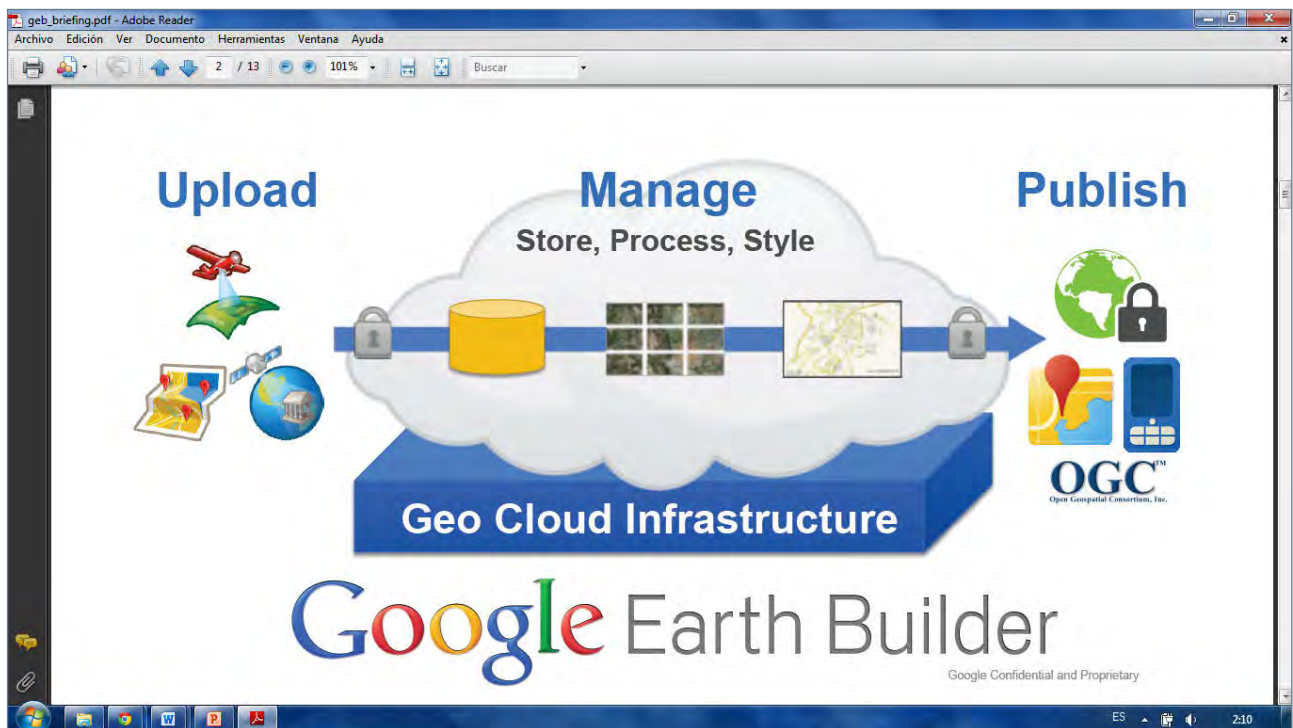 geb_briefing.pdf - Adobe Reader
Archivo Edición Ver Documento Herramientas Ventana Ayuda
2 / 13 101% Buscar
Upload Manage Publish
Store, Process, Style
OGC™
Open Geospatial Consortium, Inc.
Geo Cloud Infrastructure
Google Earth Builder
Google Confidential and Proprietary
ES 2:10